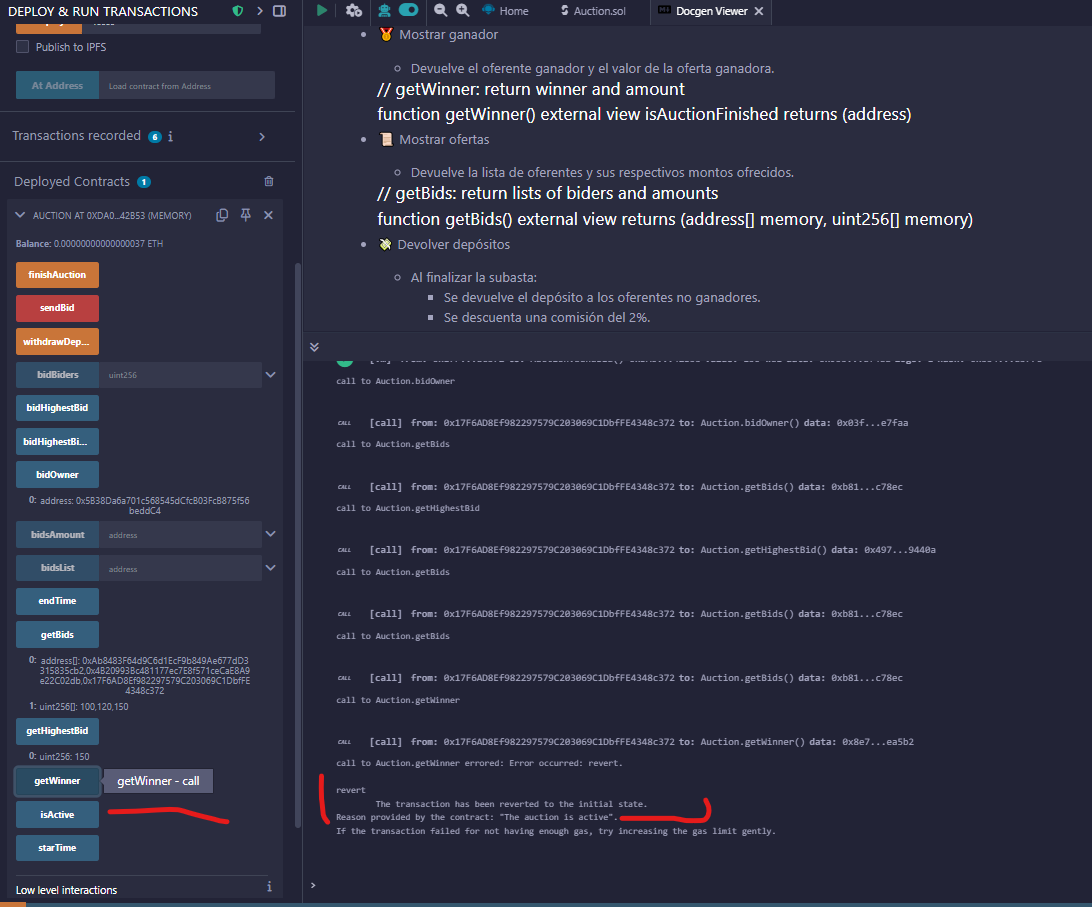 DEPLOY & RUN TRANSACTIONS
Publish to IPFS
At Address
Load contract from Address
Transactions recorded 6 i
Deployed Contracts 1
AUCTION AT 0XDA0...42B53 (MEMORY)
Balance: 0.00000000000000037 ETH
finishAuction
sendBid
withdrawDep...
bidBiders
uint256
bidHighestBid
bidHighestBi...
bidOwner
0: address: 0x5B38Da6a701c568545dCfcB03FcB875f56
beddC4
bidsAmount
address
bidsList
address
endTime
getBids
0: address[]: 0xAb8483F64d9C6d1EcF9b849Ae677dD3
315835cb2,0x4B20993Bc481177ec7E8f571ceCaE8A9
e22C02db,0x17F6AD8Ef982297579C203069C1DbfFE
4348c372
1: uint256[]: 100,120,150
getHighestBid
0: uint256: 150
getWinner
getWinner - call
isActive
starTime
Low level interactions
i
Home
Auction.sol
Docgen Viewer
Mostrar ganador
Devuelve el oferente ganador y el valor de la oferta ganadora.
// getWinner: return winner and amount
function getWinner() external view isAuctionFinished returns (address)
Mostrar ofertas
Devuelve la lista de oferentes y sus respectivos montos ofrecidos.
// getBids: return lists of biders and amounts
function getBids() external view returns (address[] memory, uint256[] memory)
Devolver depósitos
Al finalizar la subasta:
Se devuelve el depósito a los oferentes no ganadores.
Se descuenta una comisión del 2%.
call to Auction.bidOwner
CALL [call] from: 0x17F6AD8Ef982297579C203069C1DbfFE4348c372 to: Auction.bidOwner() data: 0x03f...e7faa
call to Auction.getBids
CALL [call] from: 0x17F6AD8Ef982297579C203069C1DbfFE4348c372 to: Auction.getBids() data: 0xb81...c78ec
call to Auction.getHighestBid
CALL [call] from: 0x17F6AD8Ef982297579C203069C1DbfFE4348c372 to: Auction.getHighestBid() data: 0x497...9440a
call to Auction.getBids
CALL [call] from: 0x17F6AD8Ef982297579C203069C1DbfFE4348c372 to: Auction.getBids() data: 0xb81...c78ec
call to Auction.getBids
CALL [call] from: 0x17F6AD8Ef982297579C203069C1DbfFE4348c372 to: Auction.getBids() data: 0xb81...c78ec
call to Auction.getWinner
CALL [call] from: 0x17F6AD8Ef982297579C203069C1DbfFE4348c372 to: Auction.getWinner() data: 0x8e7...ea5b2
call to Auction.getWinner errored: Error occurred: revert.
revert
The transaction has been reverted to the initial state.
Reason provided by the contract: "The auction is active".
If the transaction failed for not having enough gas, try increasing the gas limit gently.
>